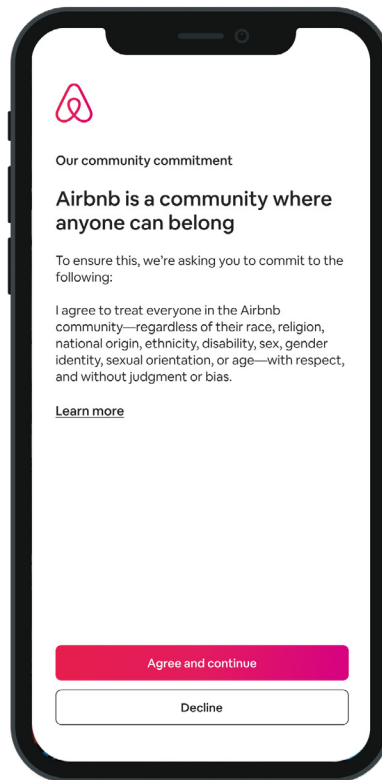 Our community commitment
Airbnb is a community where
anyone can belong
To ensure this, we’re asking you to commit to the
following:
I agree to treat everyone in the Airbnb
community—regardless of their race, religion,
national origin, ethnicity, disability, sex, gender
identity, sexual orientation, or age—with respect,
and without judgment or bias.
Learn more
Agree and continue
Decline